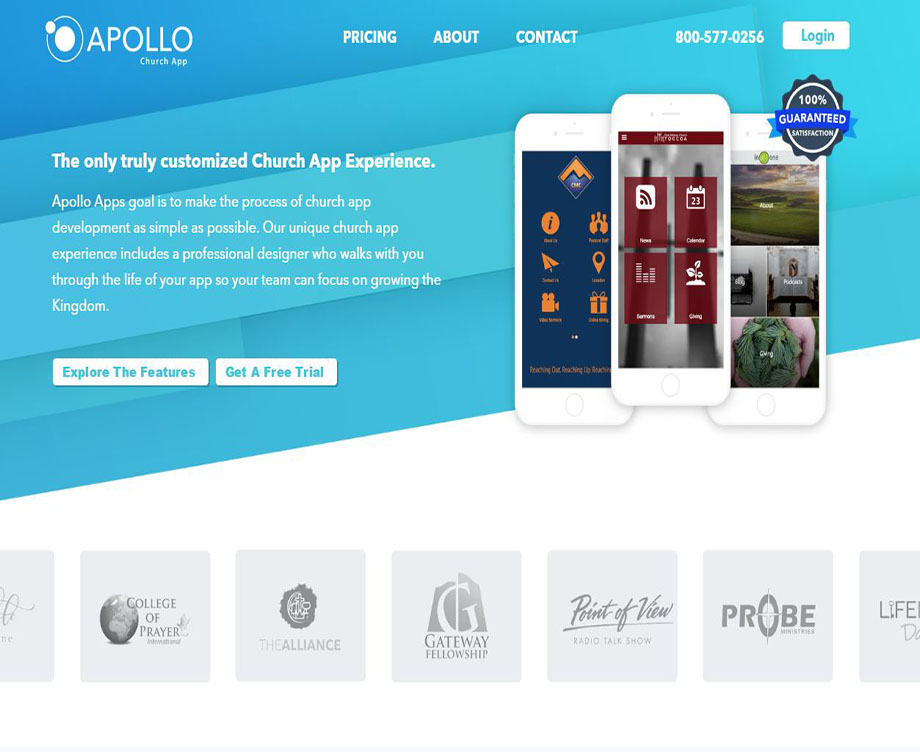 APOLLO
Church App
PRICING ABOUT CONTACT 800-577-0256 Login
100%
GUARANTEED
SATISFACTION
The only truly customized Church App Experience.
Apollo Apps goal is to make the process of church app
development as simple as possible. Our unique church app
experience includes a professional designer who walks with you
through the life of your app so your team can focus on growing the
Kingdom.
Explore The Features Get A Free Trial
CMC
About Us
Contact Us Location
Video Sermons Online Giving
Reaching Out. Reaching Up. Reachin
TOCCOA
23
News Calendar
Sermons Giving
one
About
Blog Podcasts
Giving
COLLEGE
OF
PRAYER
International
THEALLIANCE
G
GATEWAY
FELLOWSHIP
Point of View
RADIO TALK SHOW
PROBE
MINISTRIES